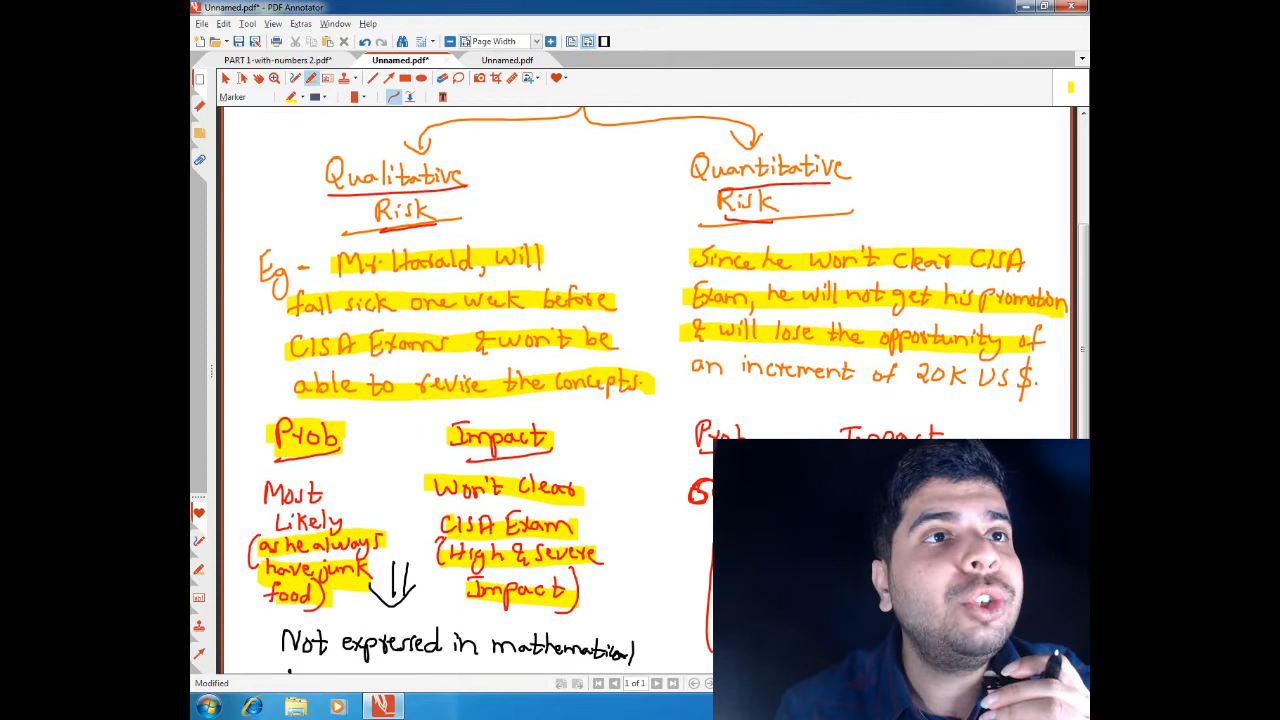 Unnamed.pdf* - PDF Annotator
File Edit Tool View Extras Window Help
Page Width
PART 1-with-numbers 2.pdf* Unnamed.pdf* Unnamed.pdf
Marker
Qualitative
Risk
Eg - Mr. Harald, will
fall sick one week before
CISA Exams & won't be
able to revise the concepts.
Prob Impact
Most
Likely
(as he always
have junk
food)
Won't Clear
CISA Exam
(High & Severe
Impact)
Not expressed in mathematical
Quantitative
Risk
Since he won't clear CISA
Exam, he will not get his promotion
& will lose the opportunity of
an increment of 20K US $.
Prob Impact
Modified
1 of 1